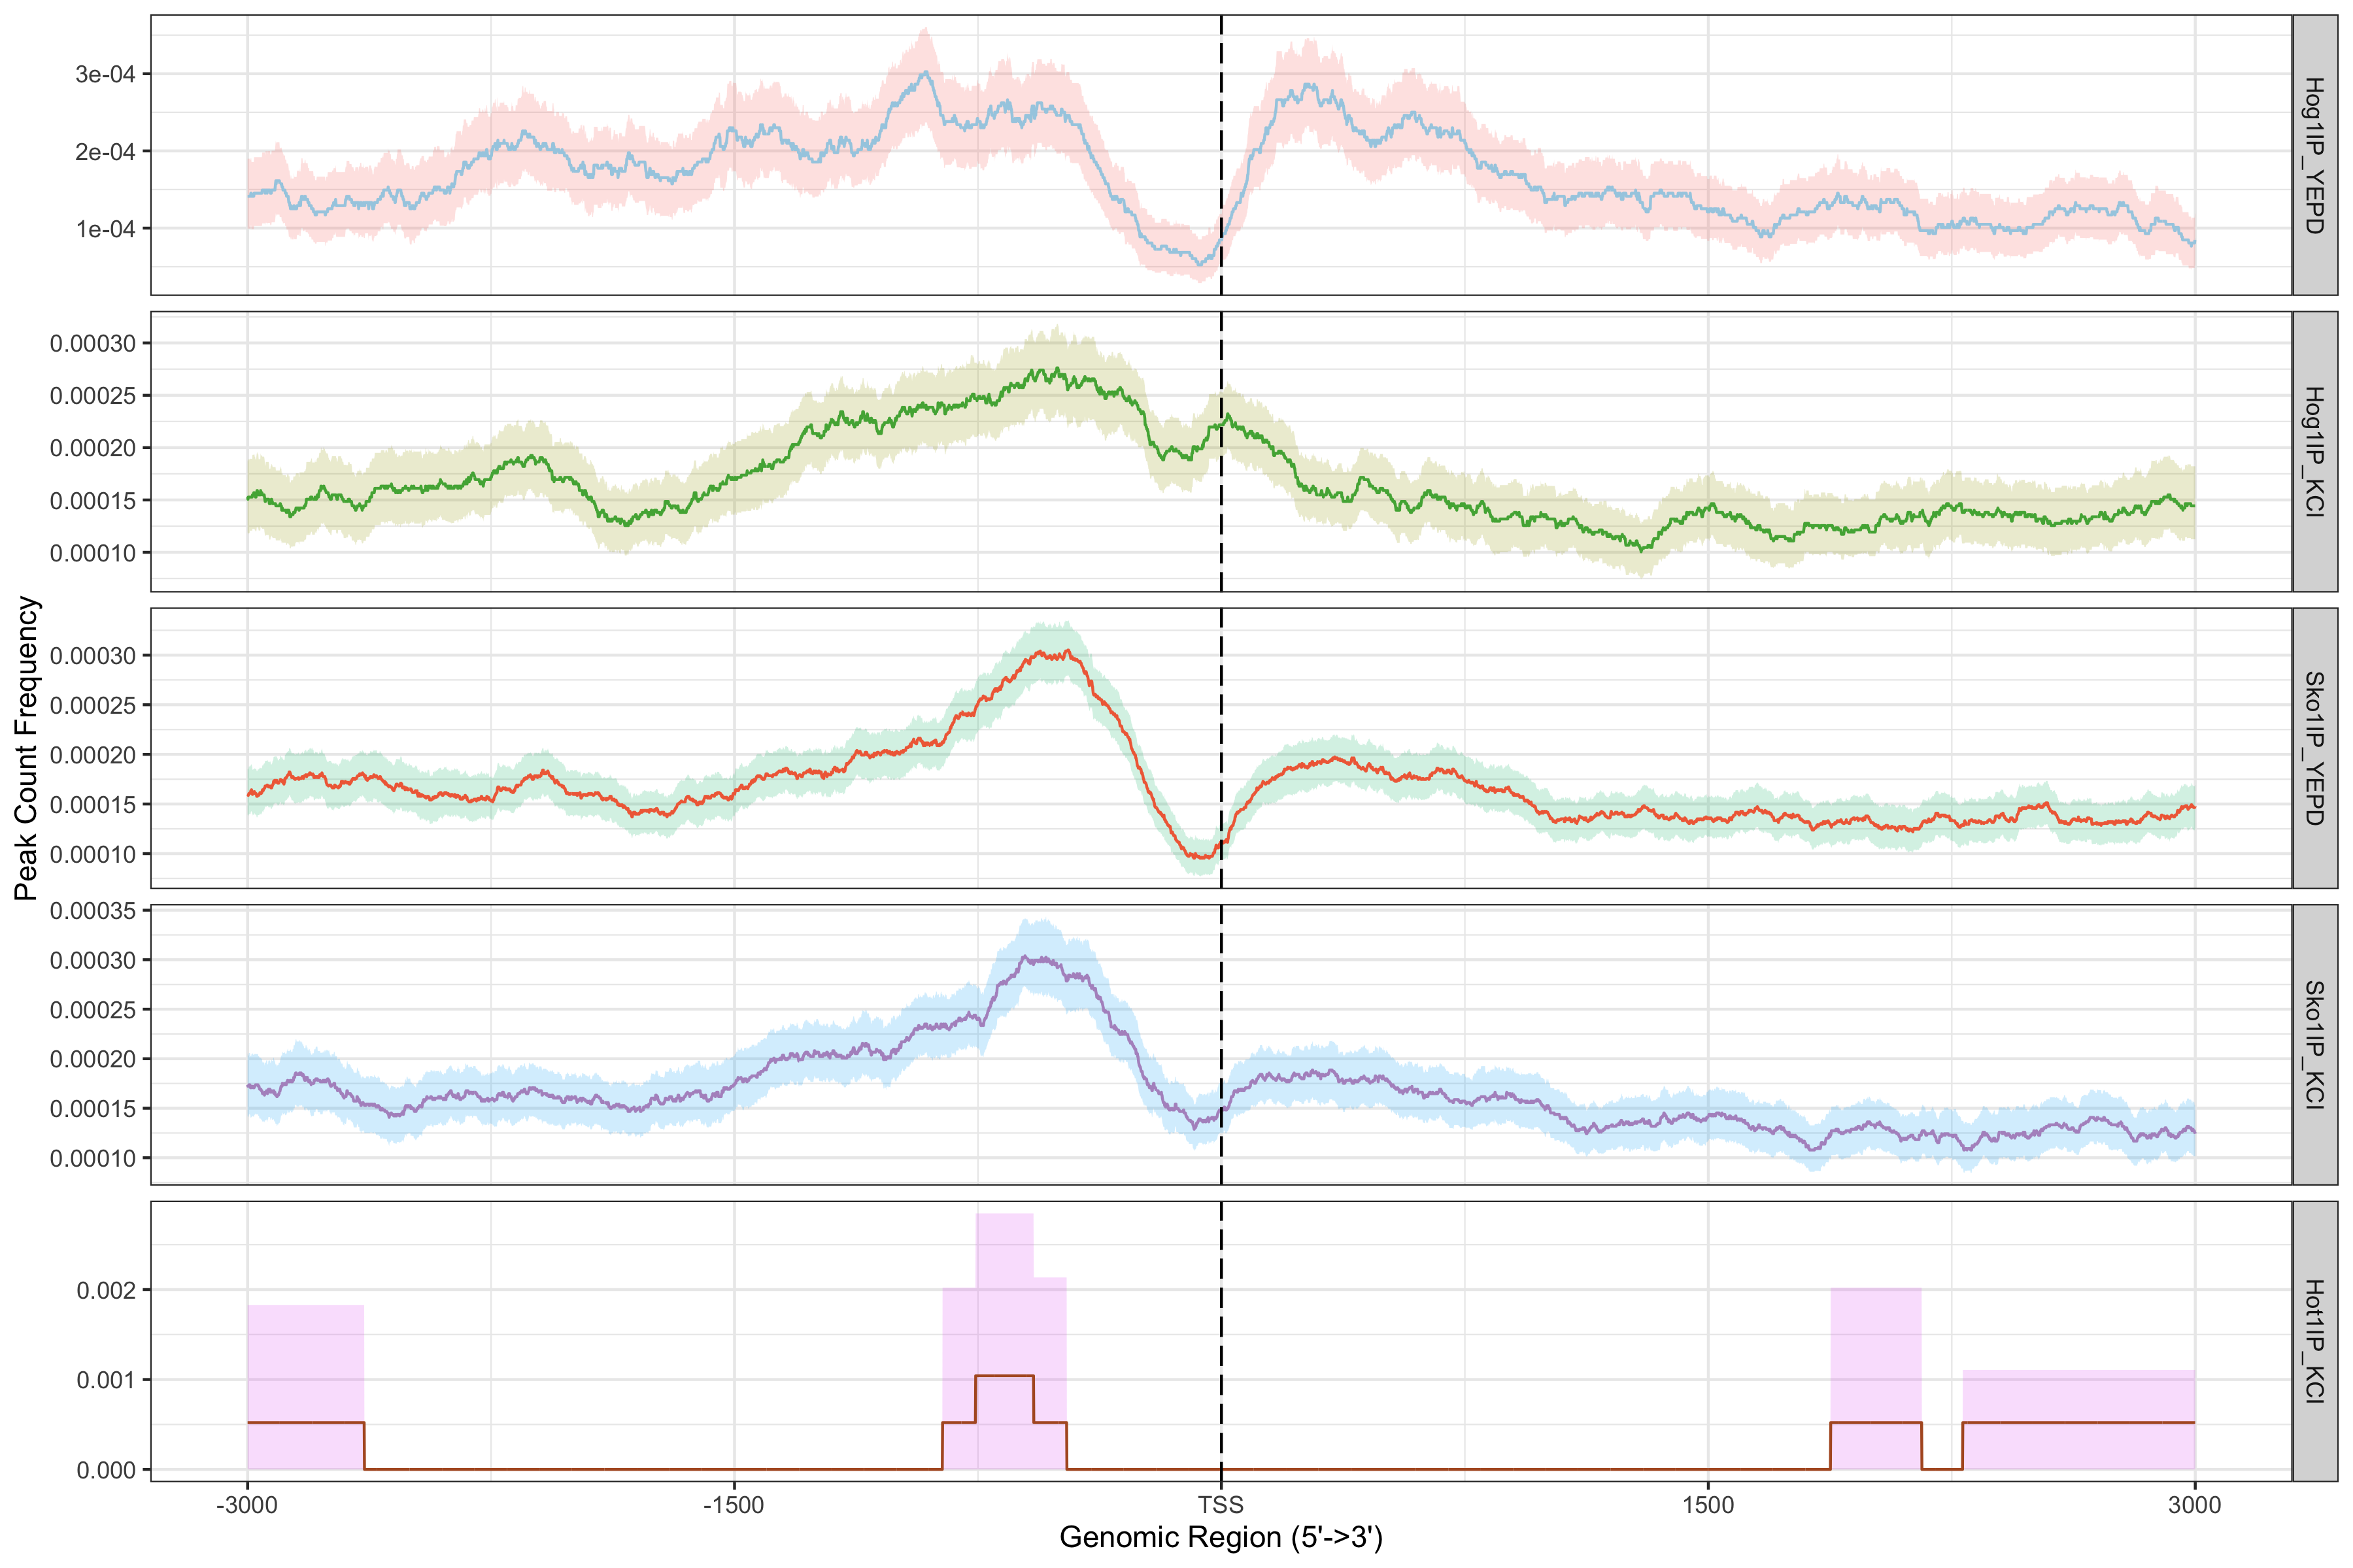 Peak Count Frequency
3e-04
2e-04
1e-04
Hog1IP_YEPD
0.00030
0.00025
0.00020
0.00015
0.00010
Hog1IP_KCl
0.00030
0.00025
0.00020
0.00015
0.00010
Sko1IP_YEPD
0.00035
0.00030
0.00025
0.00020
0.00015
0.00010
Sko1IP_KCl
0.002
0.001
0.000
Hot1IP_KCl
-3000 -1500 TSS 1500 3000
Genomic Region (5'->3')